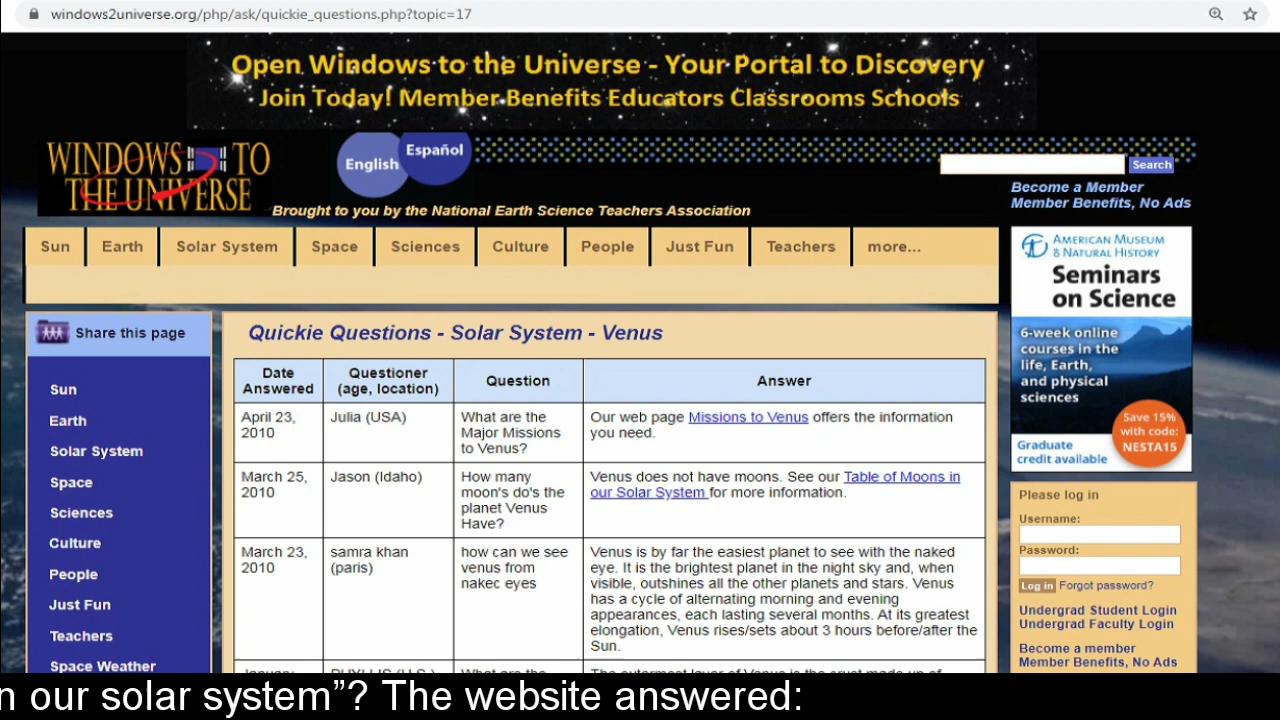 windows2universe.org/php/ask/quickie_questions.php?topic=17
Open Windows to the Universe - Your Portal to Discovery
Join Today! Member Benefits Educators Classrooms Schools
WINDOWS TO
THE UNIVERSE
English
Español
Search
Brought to you by the National Earth Science Teachers Association
Become a Member
Member Benefits, No Ads
Sun Earth Solar System Space Sciences Culture People Just Fun Teachers more...
Share this page
Sun
Earth
Solar System
Space
Sciences
Culture
People
Just Fun
Teachers
Space Weather
Quickie Questions - Solar System - Venus
Date
Answered
Questioner
(age, location)
Question
Answer
April 23,
2010
Julia (USA)
What are the
Major Missions
to Venus?
Our web page Missions to Venus offers the information
you need.
March 25,
2010
Jason (Idaho)
How many
moon's do's the
planet Venus
Have?
Venus does not have moons. See our Table of Moons in
our Solar System for more information.
March 23,
2010
samra khan
(paris)
how can we see
venus from
nakec eyes
Venus is by far the easiest planet to see with the naked
eye. It is the brightest planet in the night sky and, when
visible, outshines all the other planets and stars. Venus
has a cycle of alternating morning and evening
appearances, each lasting several months. At its greatest
elongation, Venus rises/sets about 3 hours before/after the
Sun.
AMERICAN MUSEUM
& NATURAL HISTORY
Seminars
on Science
6-week online
courses in the
life, Earth,
and physical
sciences
Save 15%
with code:
NESTA15
Graduate
credit available
Please log in
Username:
Password:
Log in Forgot password?
Undergrad Student Login
Undergrad Faculty Login
Become a member
Member Benefits, No Ads
n our solar system”? The website answered: